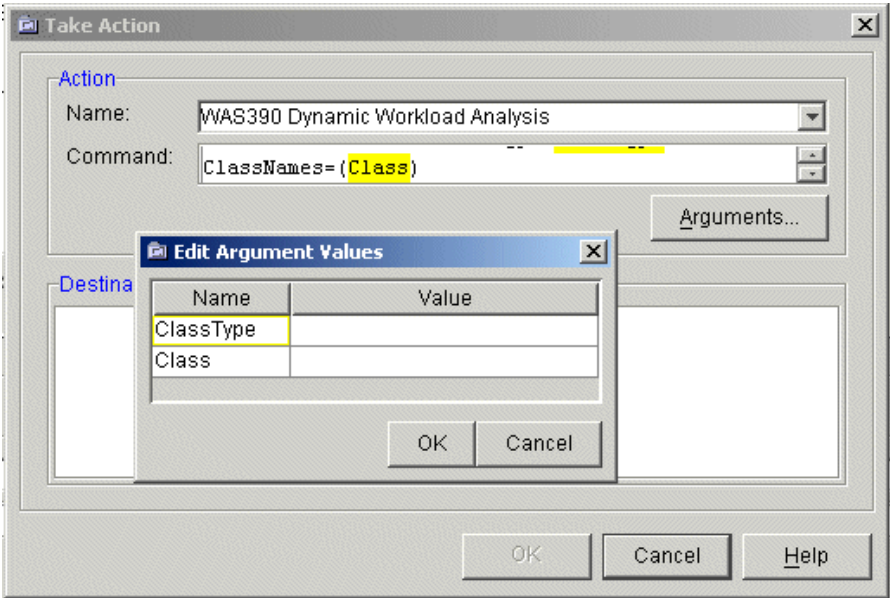 Take Action
Action
Name: WAS390 Dynamic Workload Analysis
Command: ClassNames=(Class)
Arguments...
Edit Argument Values
Destina
Name Value
ClassType
Class
OK Cancel
OK Cancel Help